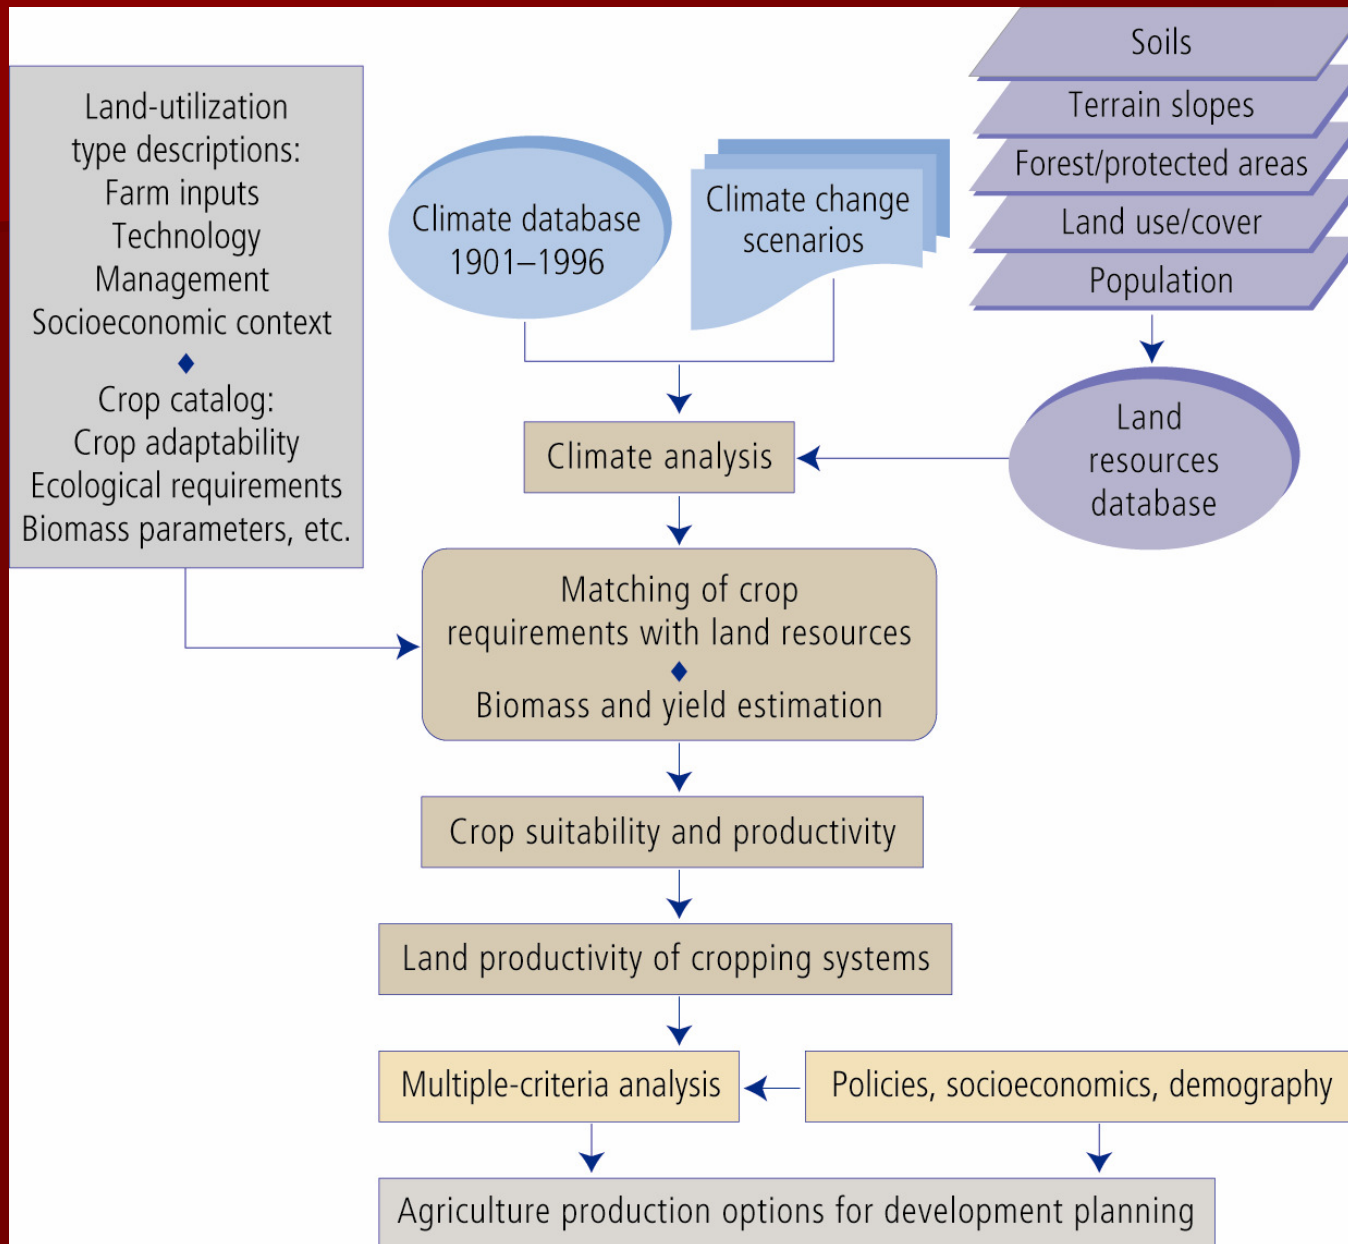 Land-utilization
type descriptions:
Farm inputs
Technology
Management
Socioeconomic context
Crop catalog:
Crop adaptability
Ecological requirements
Biomass parameters, etc.
Climate database
1901–1996
Climate change
scenarios
Soils
Terrain slopes
Forest/protected areas
Land use/cover
Population
Land
resources
database
Climate analysis
Matching of crop
requirements with land resources
Biomass and yield estimation
Crop suitability and productivity
Land productivity of cropping systems
Multiple-criteria analysis
Policies, socioeconomics, demography
Agriculture production options for development planning